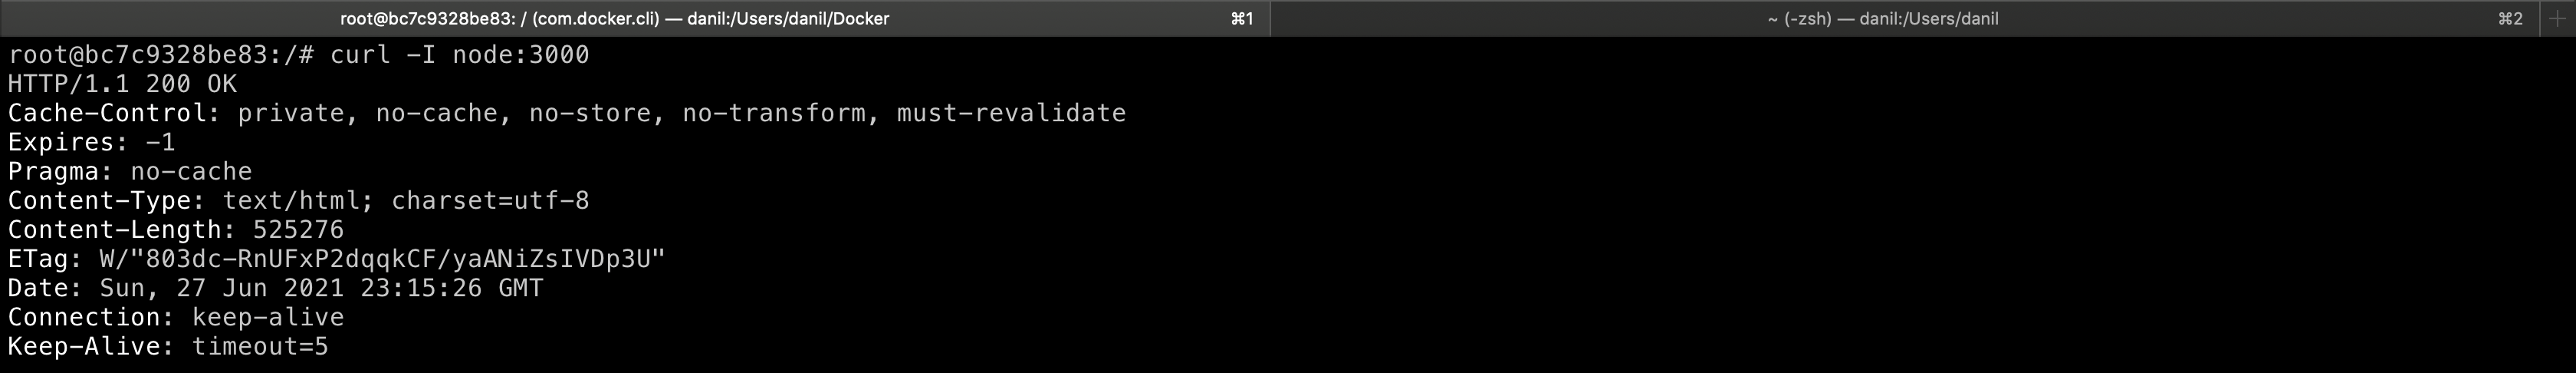 root@bc7c9328be83: / (com.docker.cli) — danil:/Users/danil/Docker ⌘1 ~ (-zsh) — danil:/Users/danil ⌘2 +
root@bc7c9328be83:/# curl -I node:3000
HTTP/1.1 200 OK
Cache-Control: private, no-cache, no-store, no-transform, must-revalidate
Expires: -1
Pragma: no-cache
Content-Type: text/html; charset=utf-8
Content-Length: 525276
ETag: W/"803dc-RnUFxP2dqqkCF/yaANiZsIVDp3U"
Date: Sun, 27 Jun 2021 23:15:26 GMT
Connection: keep-alive
Keep-Alive: timeout=5